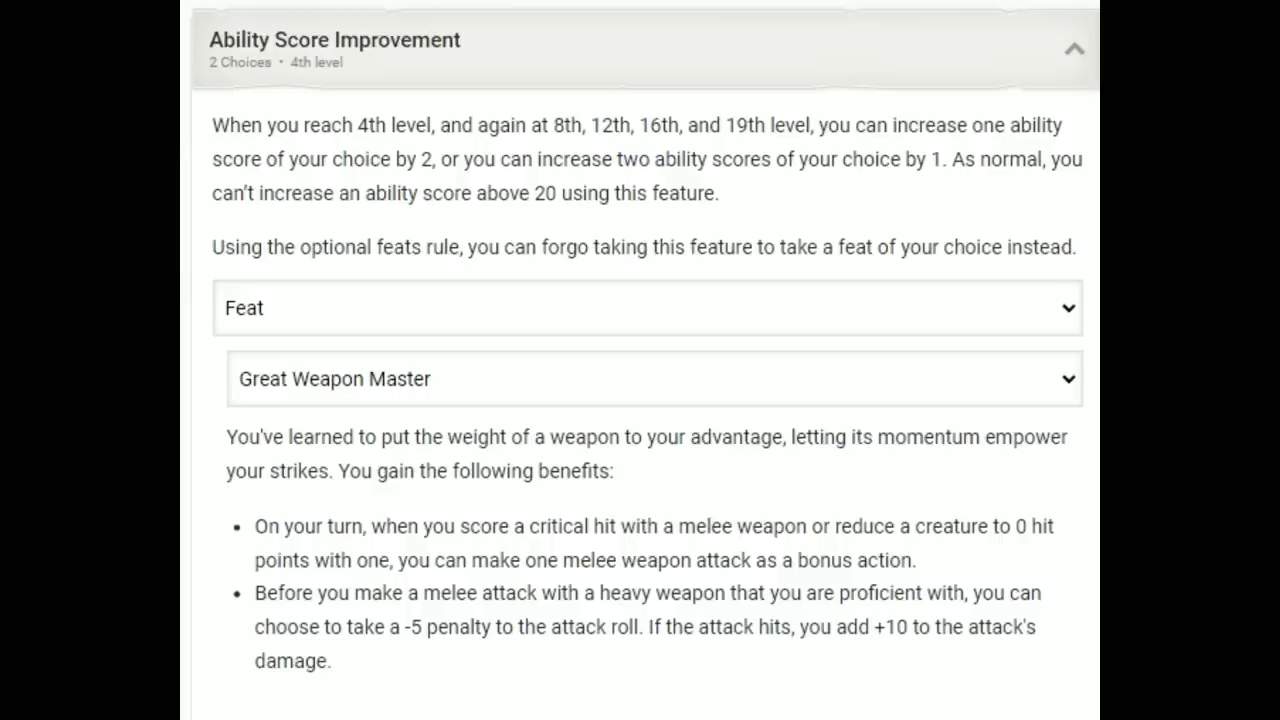 Ability Score Improvement
2 Choices • 4th level
When you reach 4th level, and again at 8th, 12th, 16th, and 19th level, you can increase one ability
score of your choice by 2, or you can increase two ability scores of your choice by 1. As normal, you
can't increase an ability score above 20 using this feature.
Using the optional feats rule, you can forgo taking this feature to take a feat of your choice instead.
Feat
Great Weapon Master
You've learned to put the weight of a weapon to your advantage, letting its momentum empower
your strikes. You gain the following benefits:
• On your turn, when you score a critical hit with a melee weapon or reduce a creature to 0 hit
points with one, you can make one melee weapon attack as a bonus action.
• Before you make a melee attack with a heavy weapon that you are proficient with, you can
choose to take a -5 penalty to the attack roll. If the attack hits, you add +10 to the attack's
damage.